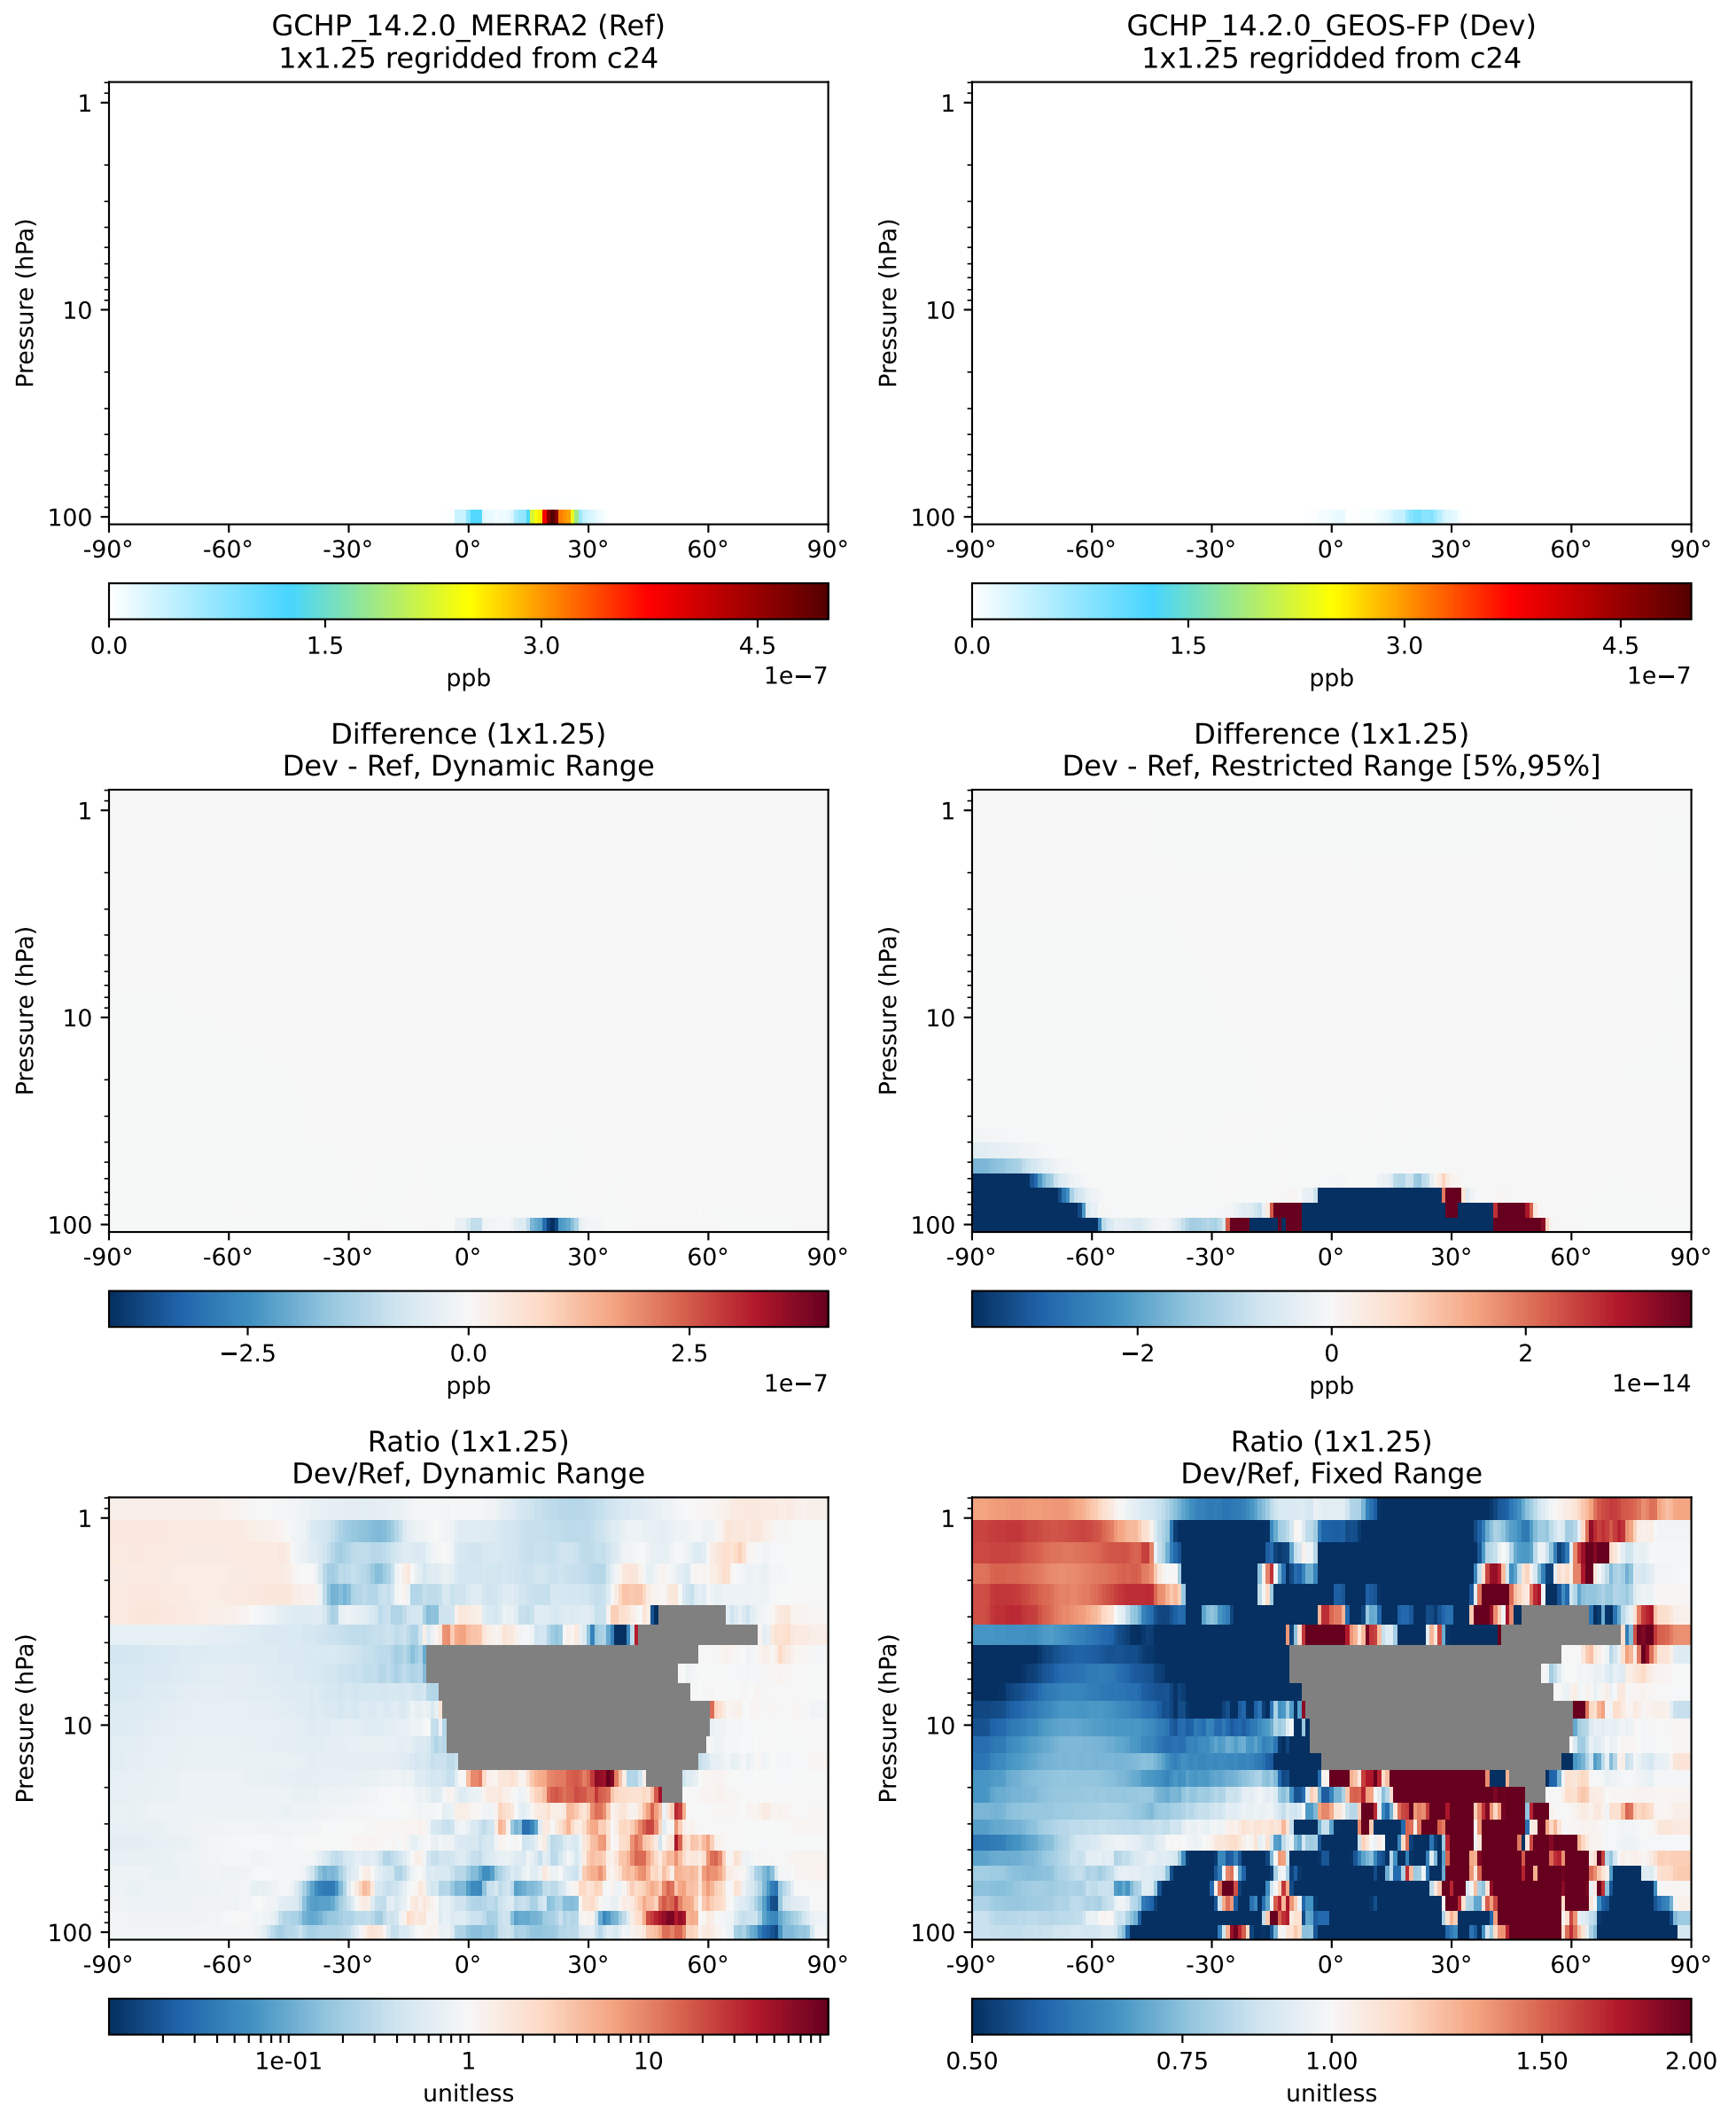 GCHP_14.2.0_MERRA2 (Ref)
1x1.25 regridded from c24
Pressure (hPa)
1
10
100
-90° -60° -30° 0° 30° 60° 90°
0.0 1.5 3.0 4.5
1e−7
ppb
GCHP_14.2.0_GEOS-FP (Dev)
1x1.25 regridded from c24
Pressure (hPa)
1
10
100
-90° -60° -30° 0° 30° 60° 90°
0.0 1.5 3.0 4.5
1e−7
ppb
Difference (1x1.25)
Dev - Ref, Dynamic Range
Pressure (hPa)
1
10
100
-90° -60° -30° 0° 30° 60° 90°
−2.5 0.0 2.5
1e−7
ppb
Difference (1x1.25)
Dev - Ref, Restricted Range [5%,95%]
Pressure (hPa)
1
10
100
-90° -60° -30° 0° 30° 60° 90°
−2 0 2
1e−14
ppb
Ratio (1x1.25)
Dev/Ref, Dynamic Range
Pressure (hPa)
1
10
100
-90° -60° -30° 0° 30° 60° 90°
1e-01 1 10
unitless
Ratio (1x1.25)
Dev/Ref, Fixed Range
Pressure (hPa)
1
10
100
-90° -60° -30° 0° 30° 60° 90°
0.50 0.75 1.00 1.50 2.00
unitless